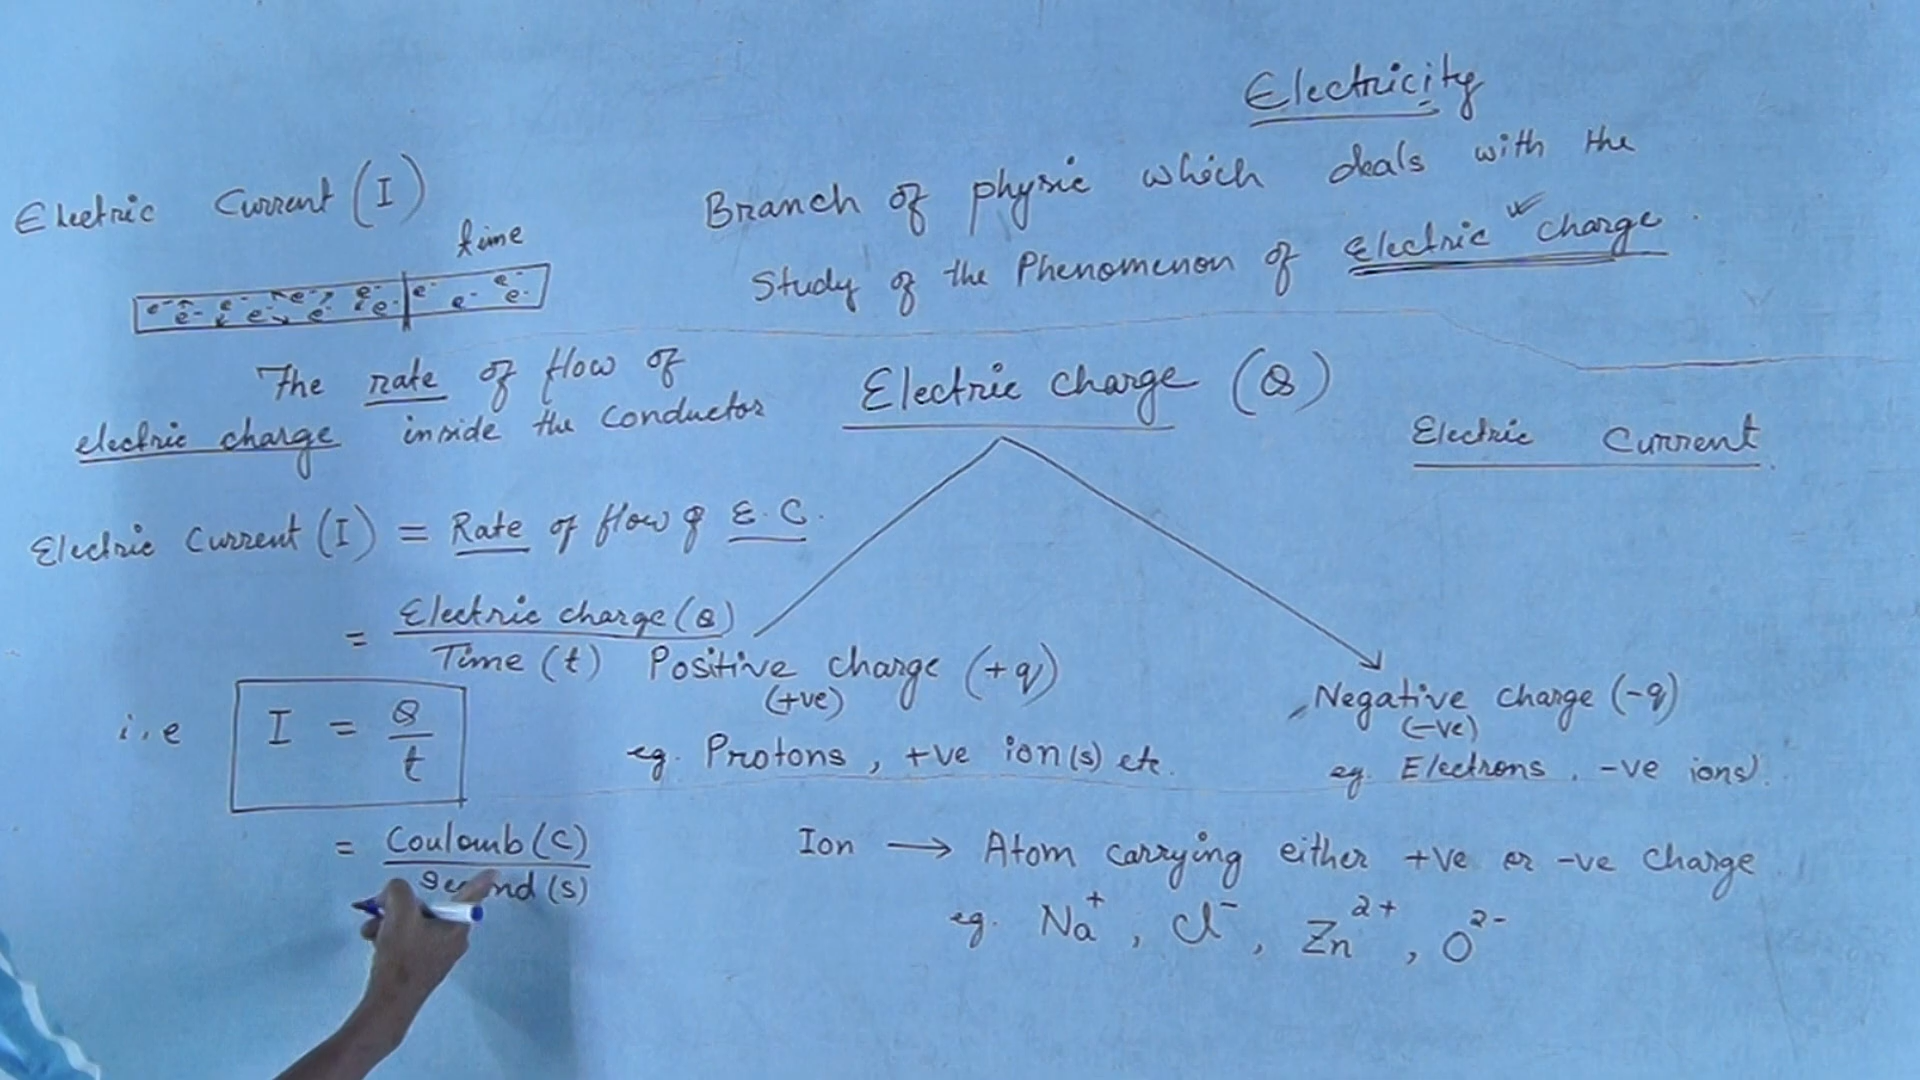 Electricity
Branch of physic which deals with the
Study of the Phenomenon of Electric charge.
Electric charge (Q)
Positive charge (+q)
(+ve)
eg. Protons, +ve ion(s) etc.
Negative charge (-q)
(-ve)
eg. Electrons, -ve ions)
Ion → Atom carrying either +ve or -ve charge
eg. Na⁺, Cl⁻, Zn²⁺, O²⁻
Electric Current
Electric Current (I)
time
e⁻ e⁻ e⁻ e⁻ e⁻ e⁻ e⁻ e⁻ e⁻ e⁻ e⁻ e⁻
The rate of flow of
electric charge inside the conductor
Electric Current (I) = Rate of flow of E.C.
= Electric charge (Q)
Time (t)
i.e I = Q
t
= Coulomb (C)
(s)